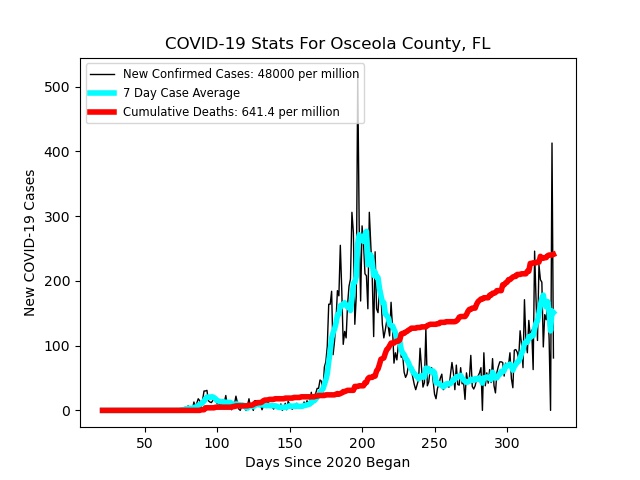 COVID-19 Stats For Osceola County, FL
New Confirmed Cases: 48000 per million
7 Day Case Average
Cumulative Deaths: 641.4 per million
500
400
300
200
100
0
New COVID-19 Cases
50 100 150 200 250 300
Days Since 2020 Began